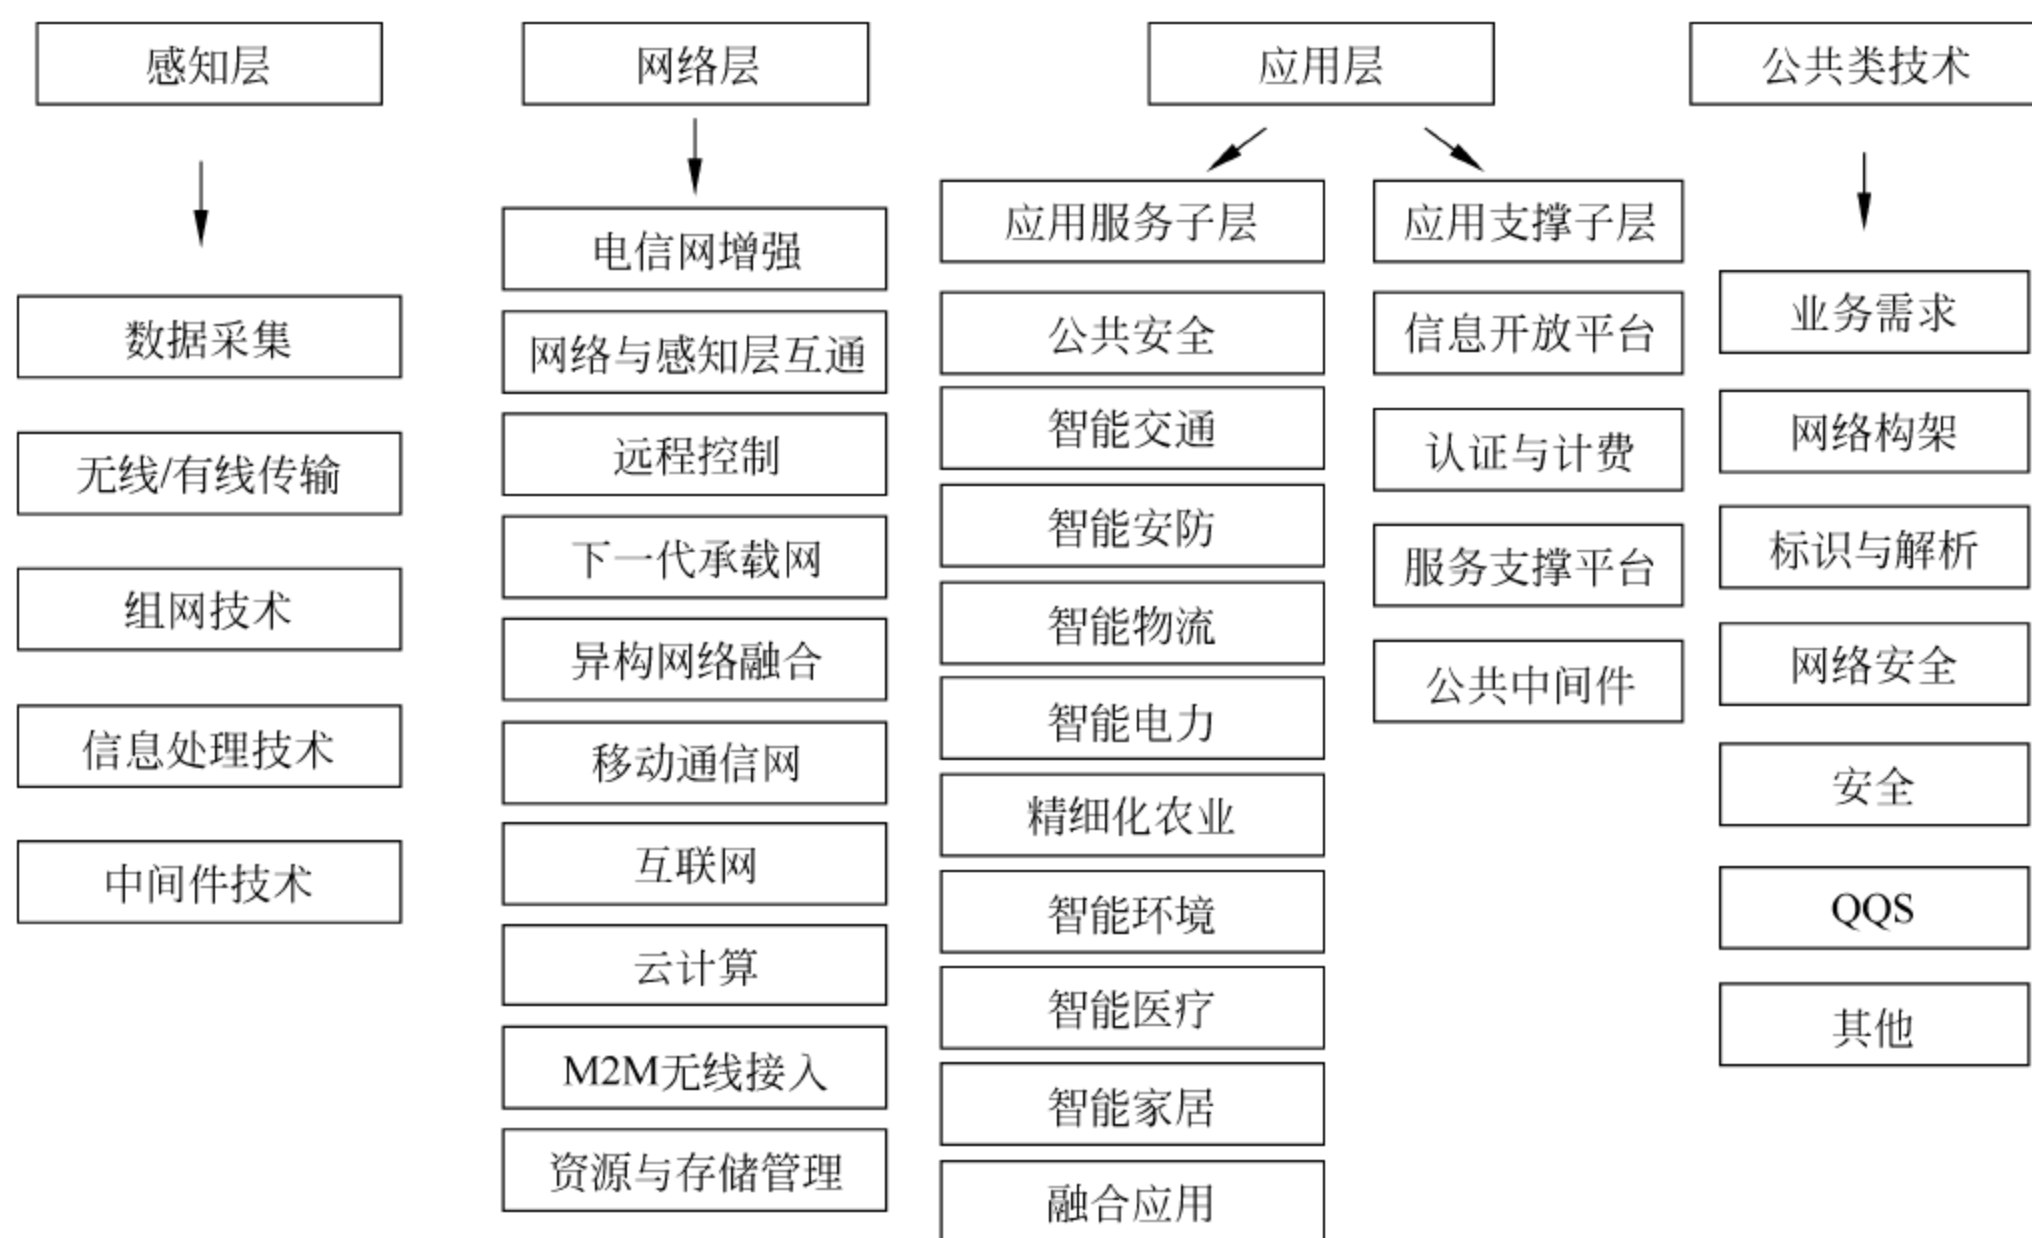 感知层
数据采集
无线/有线传输
组网技术
信息处理技术
中间件技术
网络层
电信网增强
网络与感知层互通
远程控制
下一代承载网
异构网络融合
移动通信网
互联网
云计算
M2M无线接入
资源与存储管理
应用层
应用服务子层
公共安全
智能交通
智能安防
智能物流
智能电力
精细化农业
智能环境
智能医疗
智能家居
融合应用
应用支撑子层
信息开放平台
认证与计费
服务支撑平台
公共中间件
公共类技术
业务需求
网络构架
标识与解析
网络安全
安全
QQS
其他